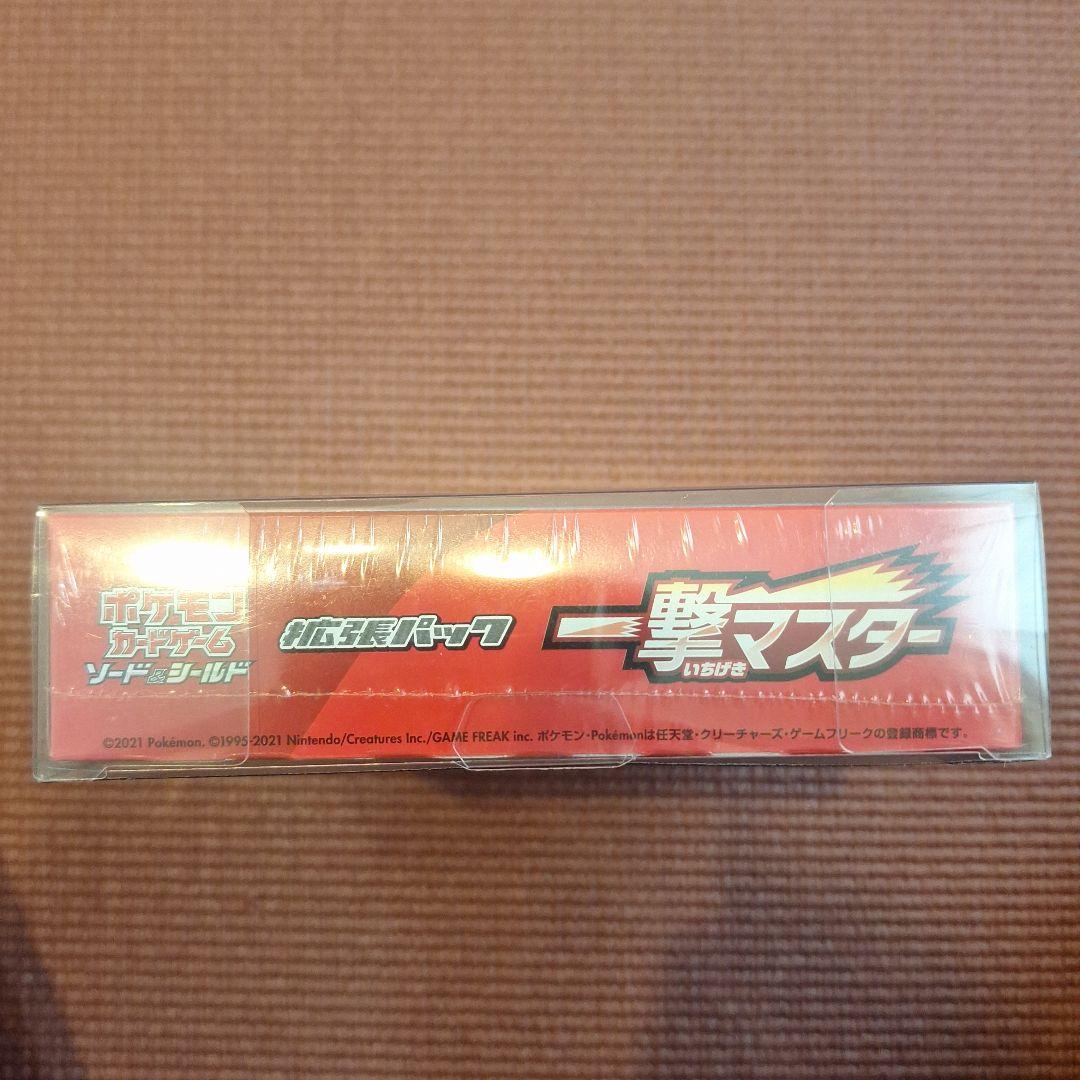 ポケモン
カードゲーム
ソード&シールド
拡張パック
一撃マスター
いちげき
©2021 Pokémon. ©1995-2021 Nintendo/Creatures Inc./GAME FREAK inc. ポケモン・Pokémonは任天堂・クリーチャーズ・ゲームフリークの登録商標です。